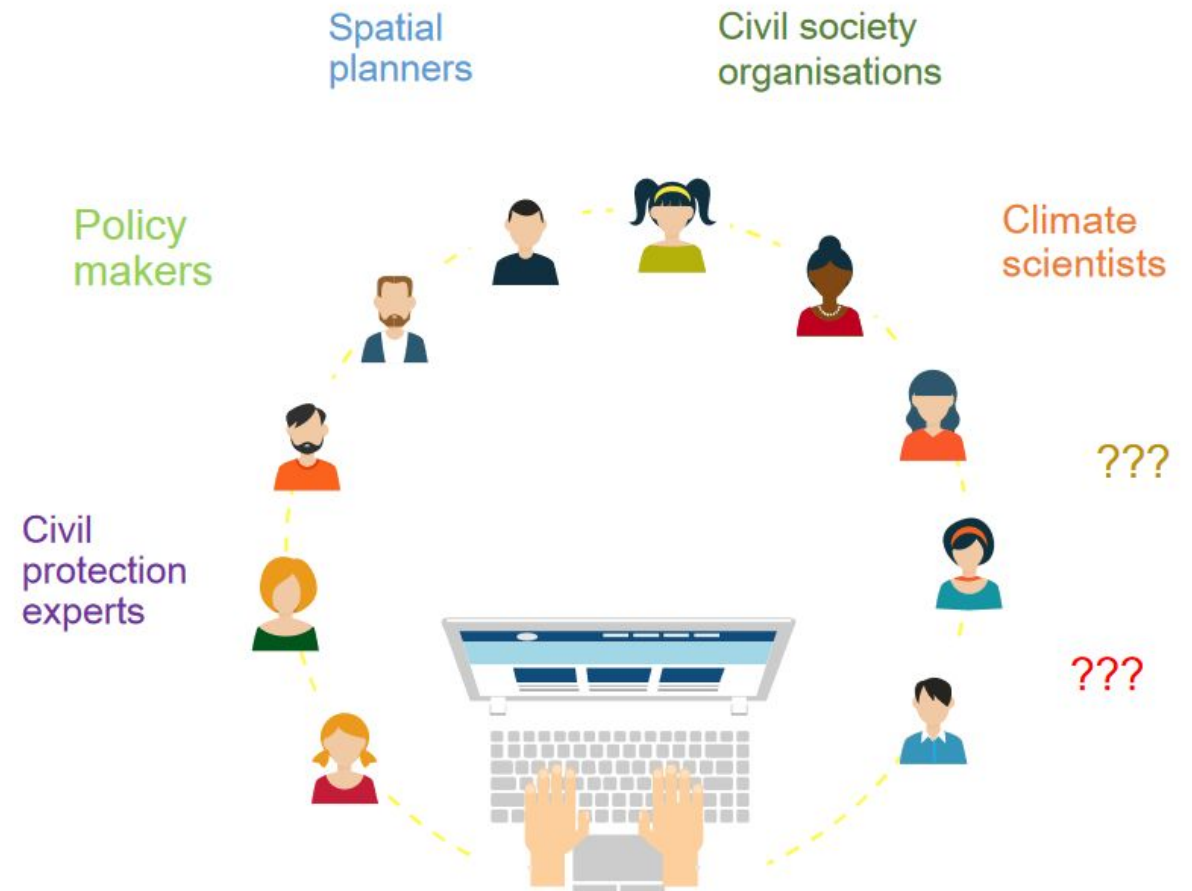 Spatial
planners
Civil society
organisations
Policy
makers
Climate
scientists
???
Civil
protection
experts
???